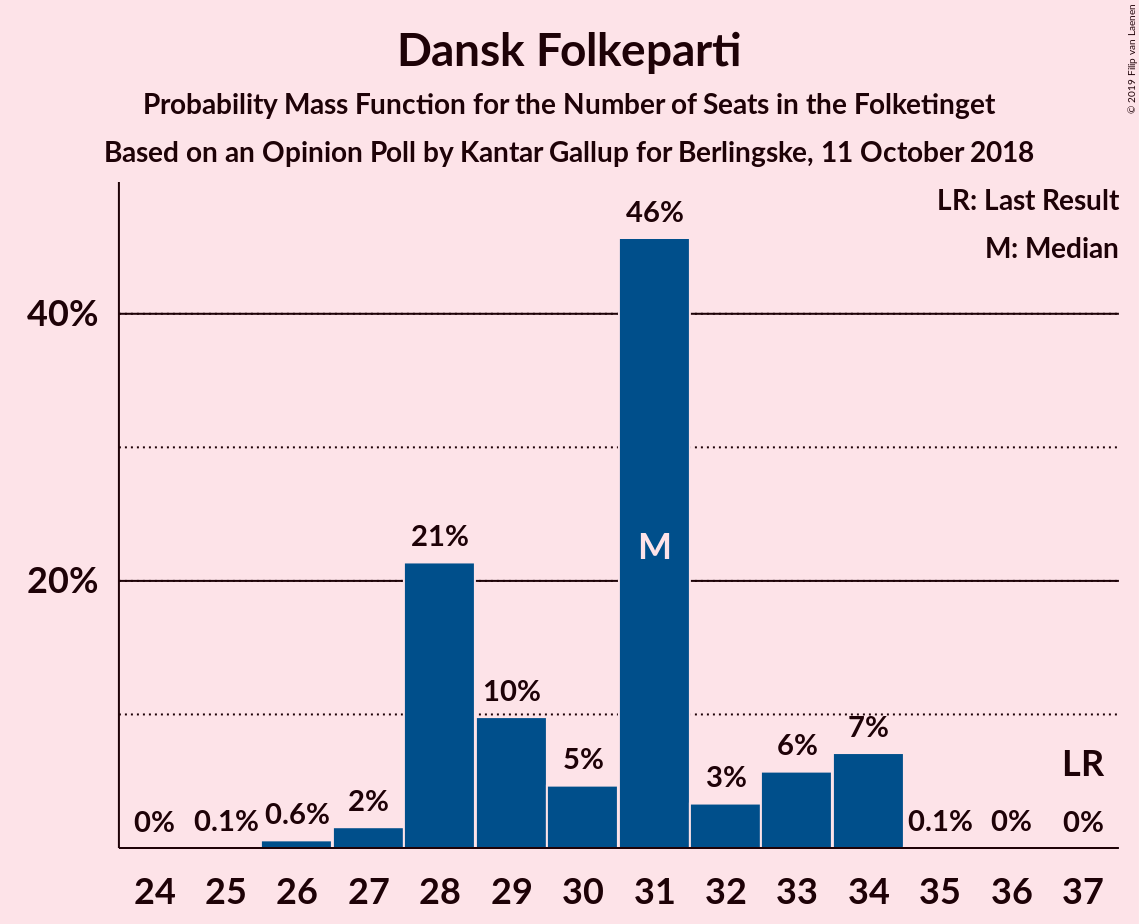 Dansk Folkeparti
Probability Mass Function for the Number of Seats in the Folketinget
Based on an Opinion Poll by Kantar Gallup for Berlingske, 11 October 2018
© 2019 Filip van Laenen
LR: Last Result
M: Median
40%
20%
0% 0.1% 0.6% 2% 21% 10% 5% 46% 3% 6% 7% 0.1% 0% 0%
M
LR
24 25 26 27 28 29 30 31 32 33 34 35 36 37